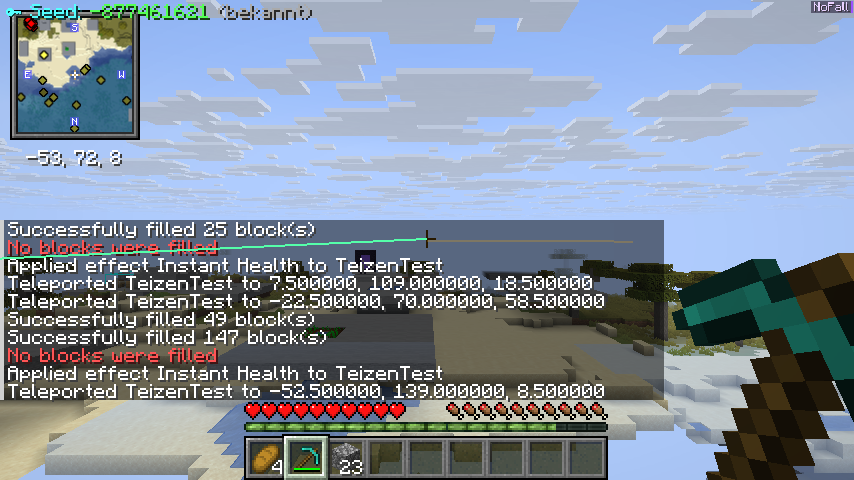 Seed: -877461621 (bekannt)
NoFall
S
E
W
N
-53, 72, 8
Successfully filled 25 block(s)
No blocks were filled
Applied effect Instant Health to TeizenTest
Teleported TeizenTest to 7.500000, 109.000000, 18.500000
Teleported TeizenTest to -22.500000, 70.000000, 58.500000
Successfully filled 49 block(s)
Successfully filled 147 block(s)
No blocks were filled
Applied effect Instant Health to TeizenTest
Teleported TeizenTest to -52.500000, 139.000000, 8.500000
4
23